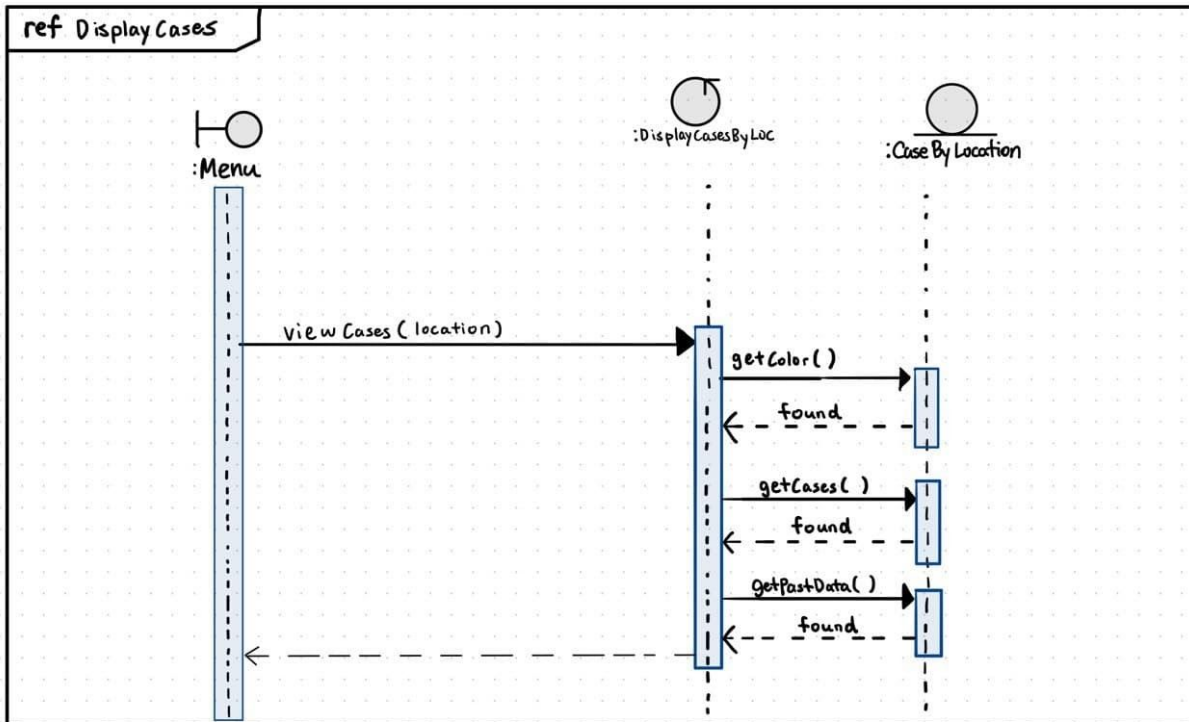 ref Display Cases
:Menu
:DisplayCasesByLoc
:Case By Location
view Cases ( location )
getColor( )
found
getCases( )
found
getPastData( )
found